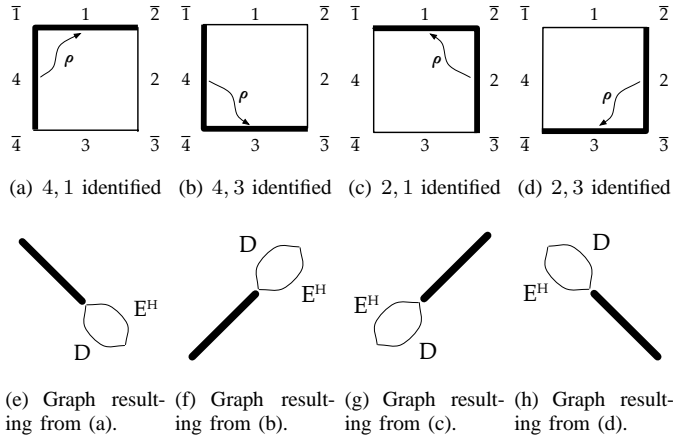 1̅ 1 2̅ 1̅ 1 2̅ 1̅ 1 2̅ 1̅ 1 2̅
4 ρ 2 4 ρ 2 4 ρ 2 4 ρ 2
4̅ 3 3̅ 4̅ 3 3̅ 4̅ 3 3̅ 4̅ 3 3̅
(a) 4, 1 identified (b) 4, 3 identified (c) 2, 1 identified (d) 2, 3 identified
D D
E^H E^H E^H E^H
D D
(e) Graph result- (f) Graph result- (g) Graph result- (h) Graph result-
ing from (a). ing from (b). ing from (c). ing from (d).